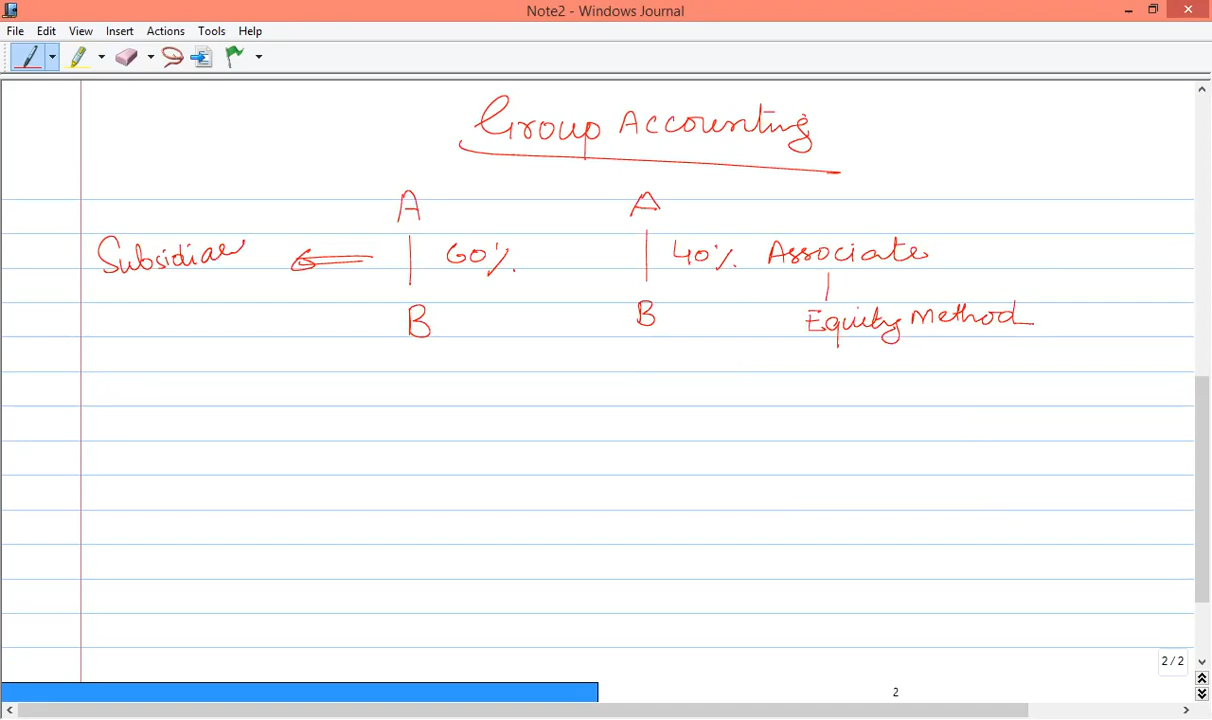 Note2 - Windows Journal
File Edit View Insert Actions Tools Help
Group Accounting
A A
Subsidiar 60% 40% Associate
B B Equity Method
2 / 2
2